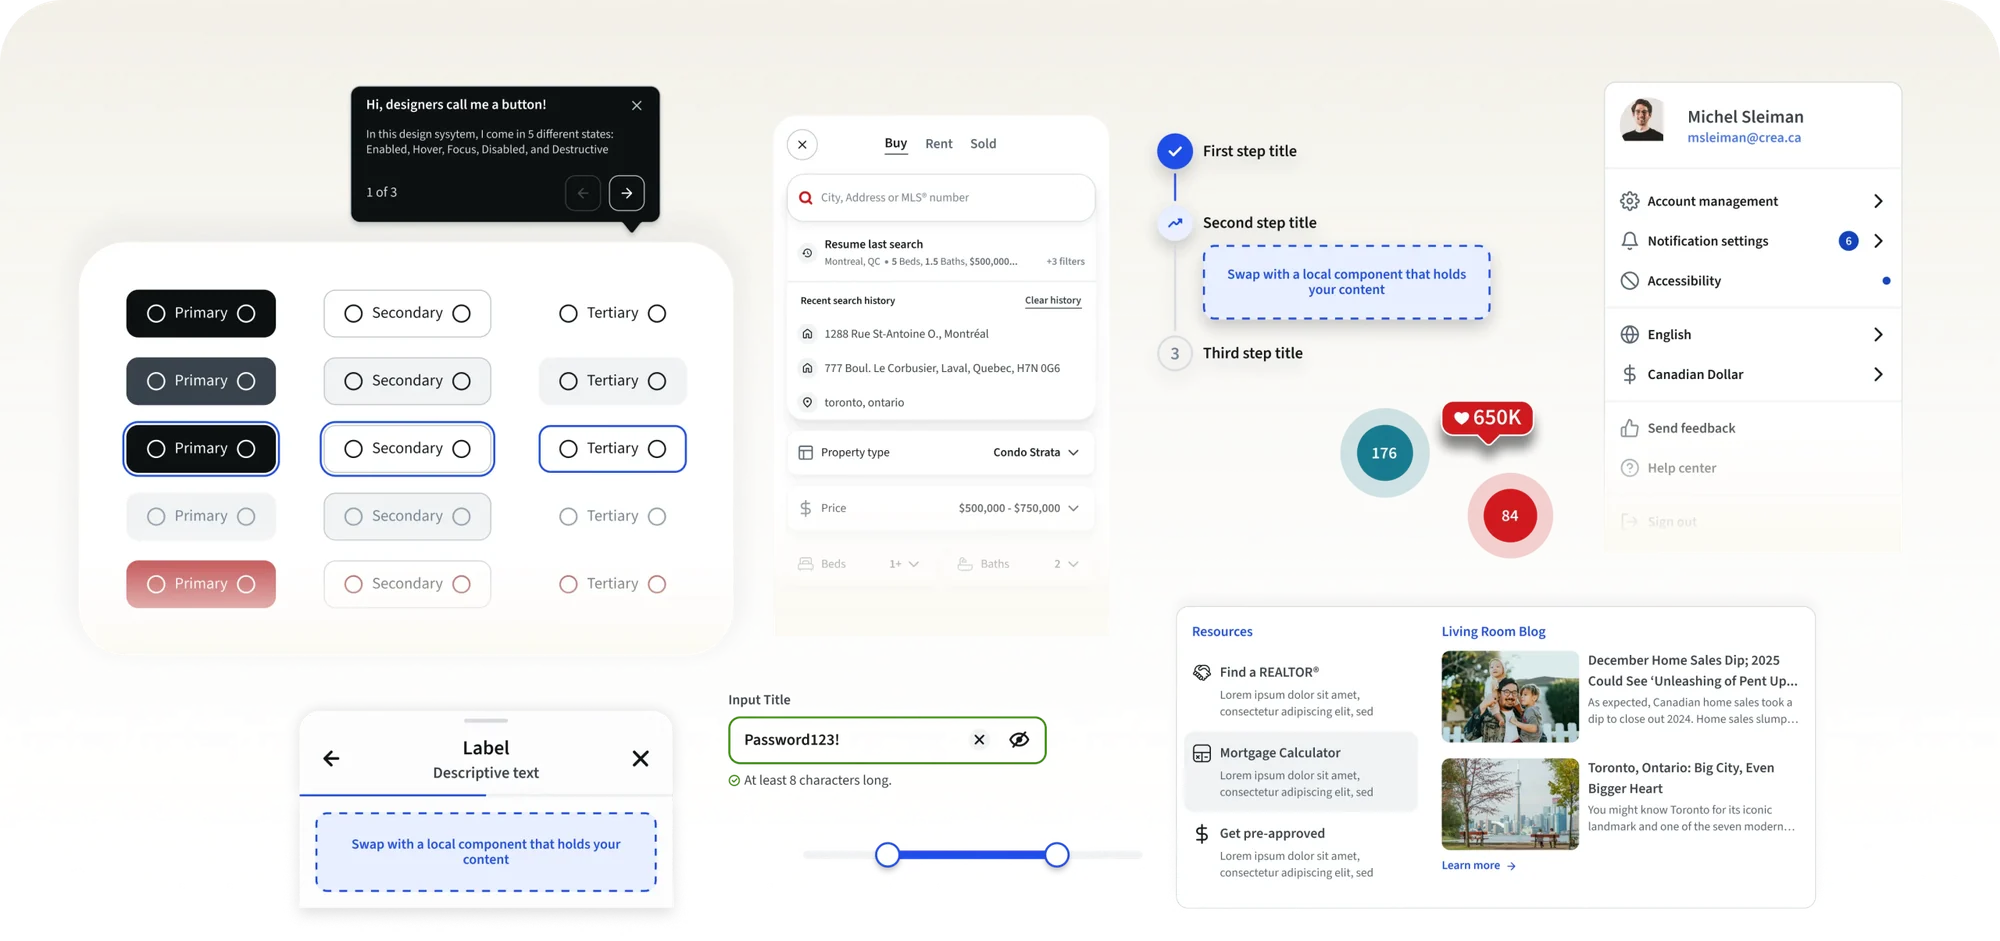 Hi, designers call me a button!
In this design sysytem, I come in 5 different states:
Enabled, Hover, Focus, Disabled, and Destructive
1 of 3
Primary
Secondary
Tertiary
Primary
Secondary
Tertiary
Primary
Secondary
Tertiary
Primary
Secondary
Tertiary
Primary
Secondary
Tertiary
Label
Descriptive text
Swap with a local component that holds your
content
Buy
Rent
Sold
City, Address or MLS® number
Resume last search
Montreal, QC • 5 Beds, 1.5 Baths, $500,000...
+3 filters
Recent search history
Clear history
1288 Rue St-Antoine O., Montréal
777 Boul. Le Corbusier, Laval, Quebec, H7N 0G6
toronto, ontario
Property type
Condo Strata
Price
$500,000 - $750,000
Beds
1+
Baths
2
Input Title
Password123!
At least 8 characters long.
First step title
Second step title
Swap with a local component that holds
your content
3
Third step title
176
650K
84
Michel Sleiman
msleiman@crea.ca
Account management
Notification settings
6
Accessibility
English
Canadian Dollar
Send feedback
Help center
Sign out
Resources
Find a REALTOR®
Lorem ipsum dolor sit amet,
consectetur adipiscing elit, sed
Mortgage Calculator
Lorem ipsum dolor sit amet,
consectetur adipiscing elit, sed
Get pre-approved
Lorem ipsum dolor sit amet,
consectetur adipiscing elit, sed
Living Room Blog
December Home Sales Dip; 2025
Could See ‘Unleashing of Pent Up...
As expected, Canadian home sales took a
dip to close out 2024. Home sales slump...
Toronto, Ontario: Big City, Even
Bigger Heart
You might know Toronto for its iconic
landmark and one of the seven modern...
Learn more